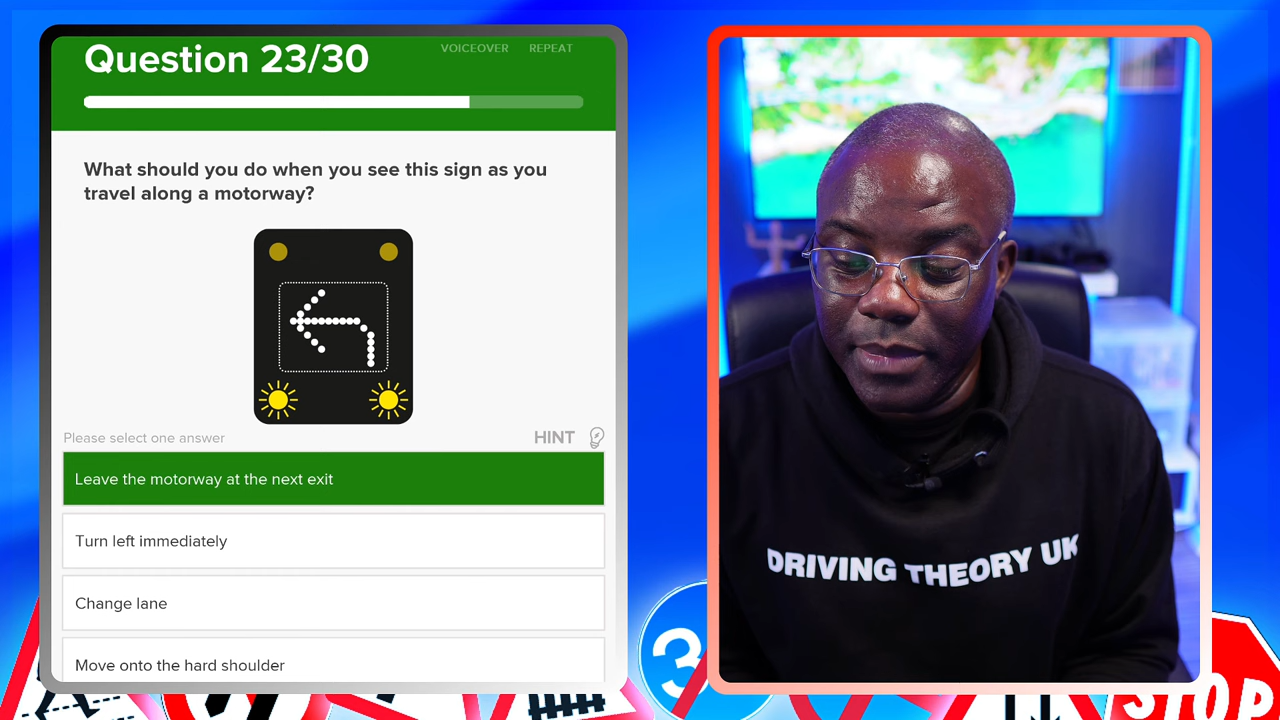 Question 23/30
VOICEOVER
REPEAT
What should you do when you see this sign as you
travel along a motorway?
Please select one answer
HINT
Leave the motorway at the next exit
Turn left immediately
Change lane
Move onto the hard shoulder
DRIVING THEORY UK
3
STOP